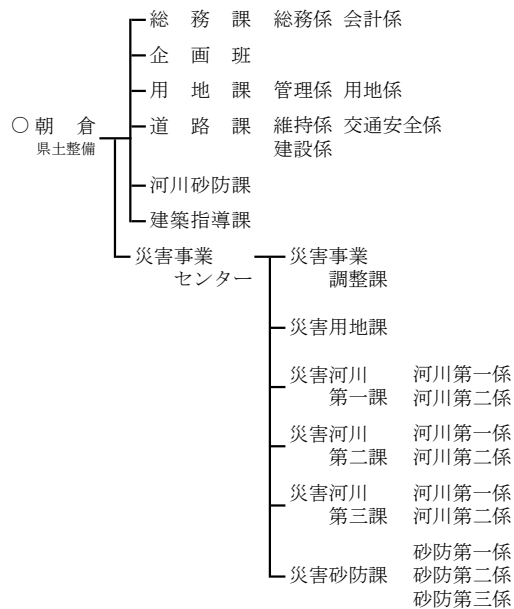 総務課 総務係 会計係
企画班
用地課 管理係 用地係
○朝倉 道路課 維持係 交通安全係
県土整備 建設係
河川砂防課
建築指導課
災害事業 災害事業
センター 調整課
災害用地課
災害河川 河川第一係
第一課 河川第二係
災害河川 河川第一係
第二課 河川第二係
災害河川 河川第一係
第三課 河川第二係
砂防第一係
災害砂防課 砂防第二係
砂防第三係